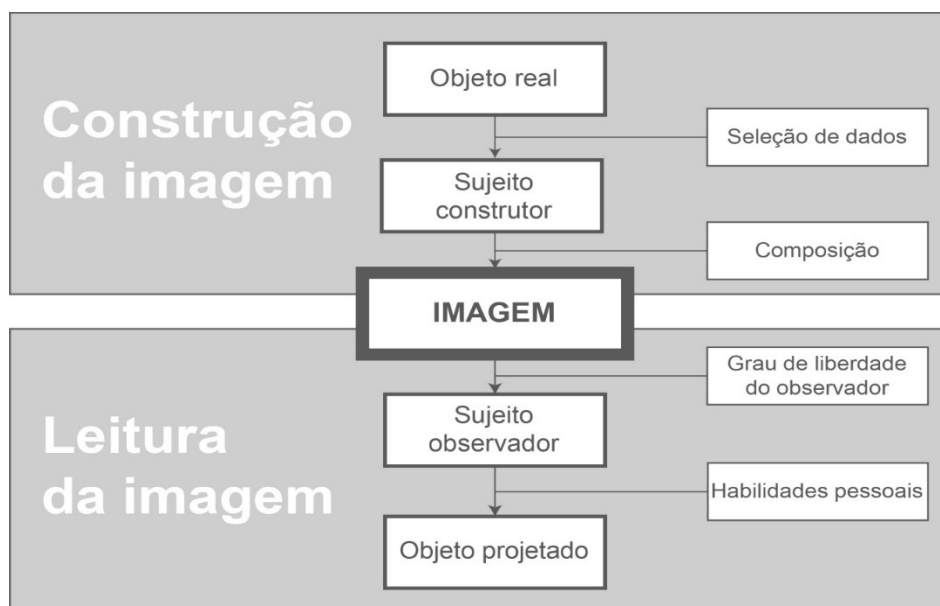 Construção
da imagem
Objeto real
Seleção de dados
Sujeito
construtor
Composição
IMAGEM
Leitura
da imagem
Grau de liberdade
do observador
Sujeito
observador
Habilidades pessoais
Objeto projetado